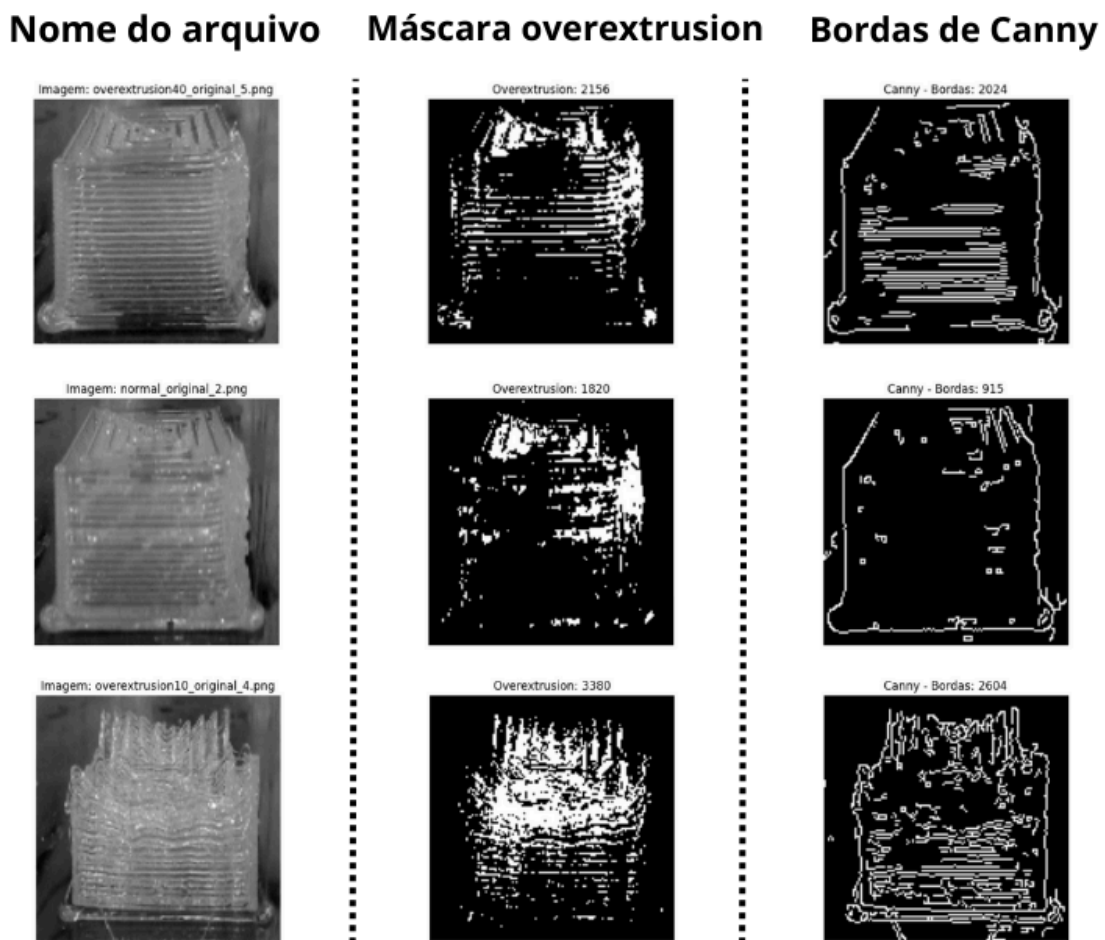 Nome do arquivo Máscara overextrusion Bordas de Canny
Imagem: overextrusion40_original_5.png Overextrusion: 2156 Canny - Bordas: 2024
Imagem: normal_original_2.png Overextrusion: 1820 Canny - Bordas: 915
Imagem: overextrusion10_original_4.png Overextrusion: 3380 Canny - Bordas: 2604